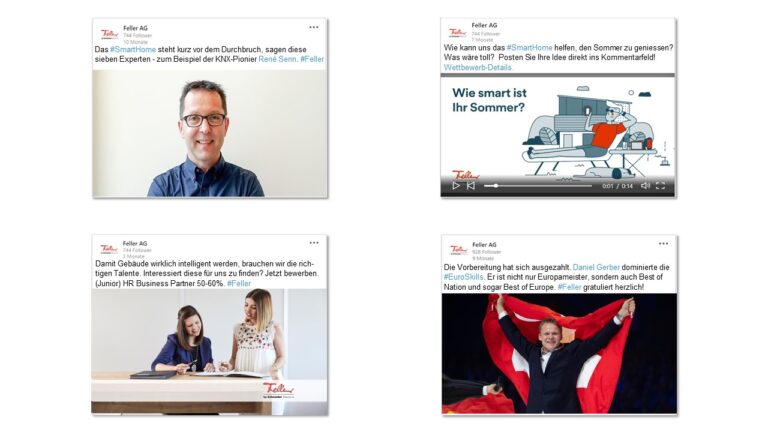 Feller AG
744 Follower
10 Monate
Das #SmartHome steht kurz vor dem Durchbruch, sagen diese
sieben Experten - zum Beispiel der KNX-Pionier René Senn. #Feller
Feller AG
744 Follower
7 Monate
Wie kann uns das #SmartHome helfen, den Sommer zu geniessen?
Was wäre toll? Posten Sie Ihre Idee direkt ins Kommentarfeld!
Wettbewerb-Details.
Wie smart ist
Ihr Sommer?
Feller
0:01 / 0:14
Feller AG
744 Follower
Monate
Damit Gebäude wirklich intelligent werden, brauchen wir die rich-
tigen Talente. Interessiert diese für uns zu finden? Jetzt bewerben.
(Junior) HR Business Partner 50-60%. #Feller
Feller
by Schneider Electric
Feller AG
928 Follower
9 Monate
Die Vorbereitung hat sich ausgezahlt. Daniel Gerber dominierte die
#EuroSkills. Er ist nicht nur Europameister, sondern auch Best of
Nation und sogar Best of Europe. #Feller gratuliert herzlich!